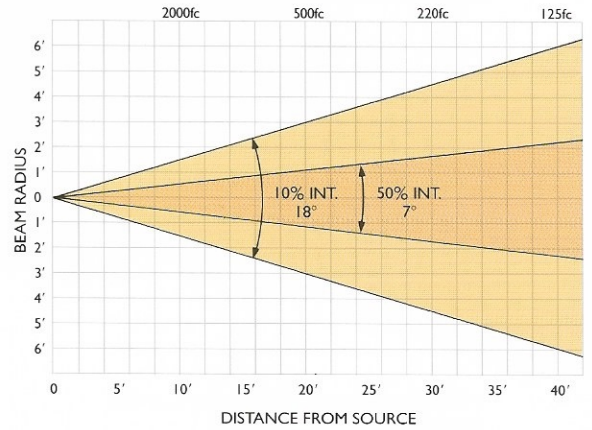 2000fc 500fc 220fc 125fc
6′
5′
4′
3′
2′
1′
0
1′
2′
3′
4′
5′
6′
BEAM RADIUS
10% INT.
18°
50% INT.
7°
0 5′ 10′ 15′ 20′ 25′ 30′ 35′ 40′
DISTANCE FROM SOURCE